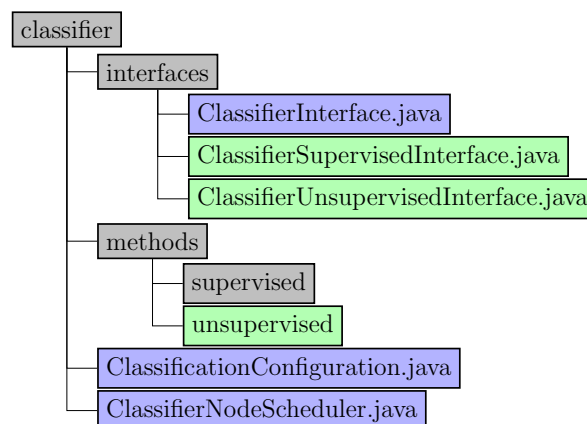 classifier
interfaces
ClassifierInterface.java
ClassifierSupervisedInterface.java
ClassifierUnsupervisedInterface.java
methods
supervised
unsupervised
ClassificationConfiguration.java
ClassifierNodeScheduler.java